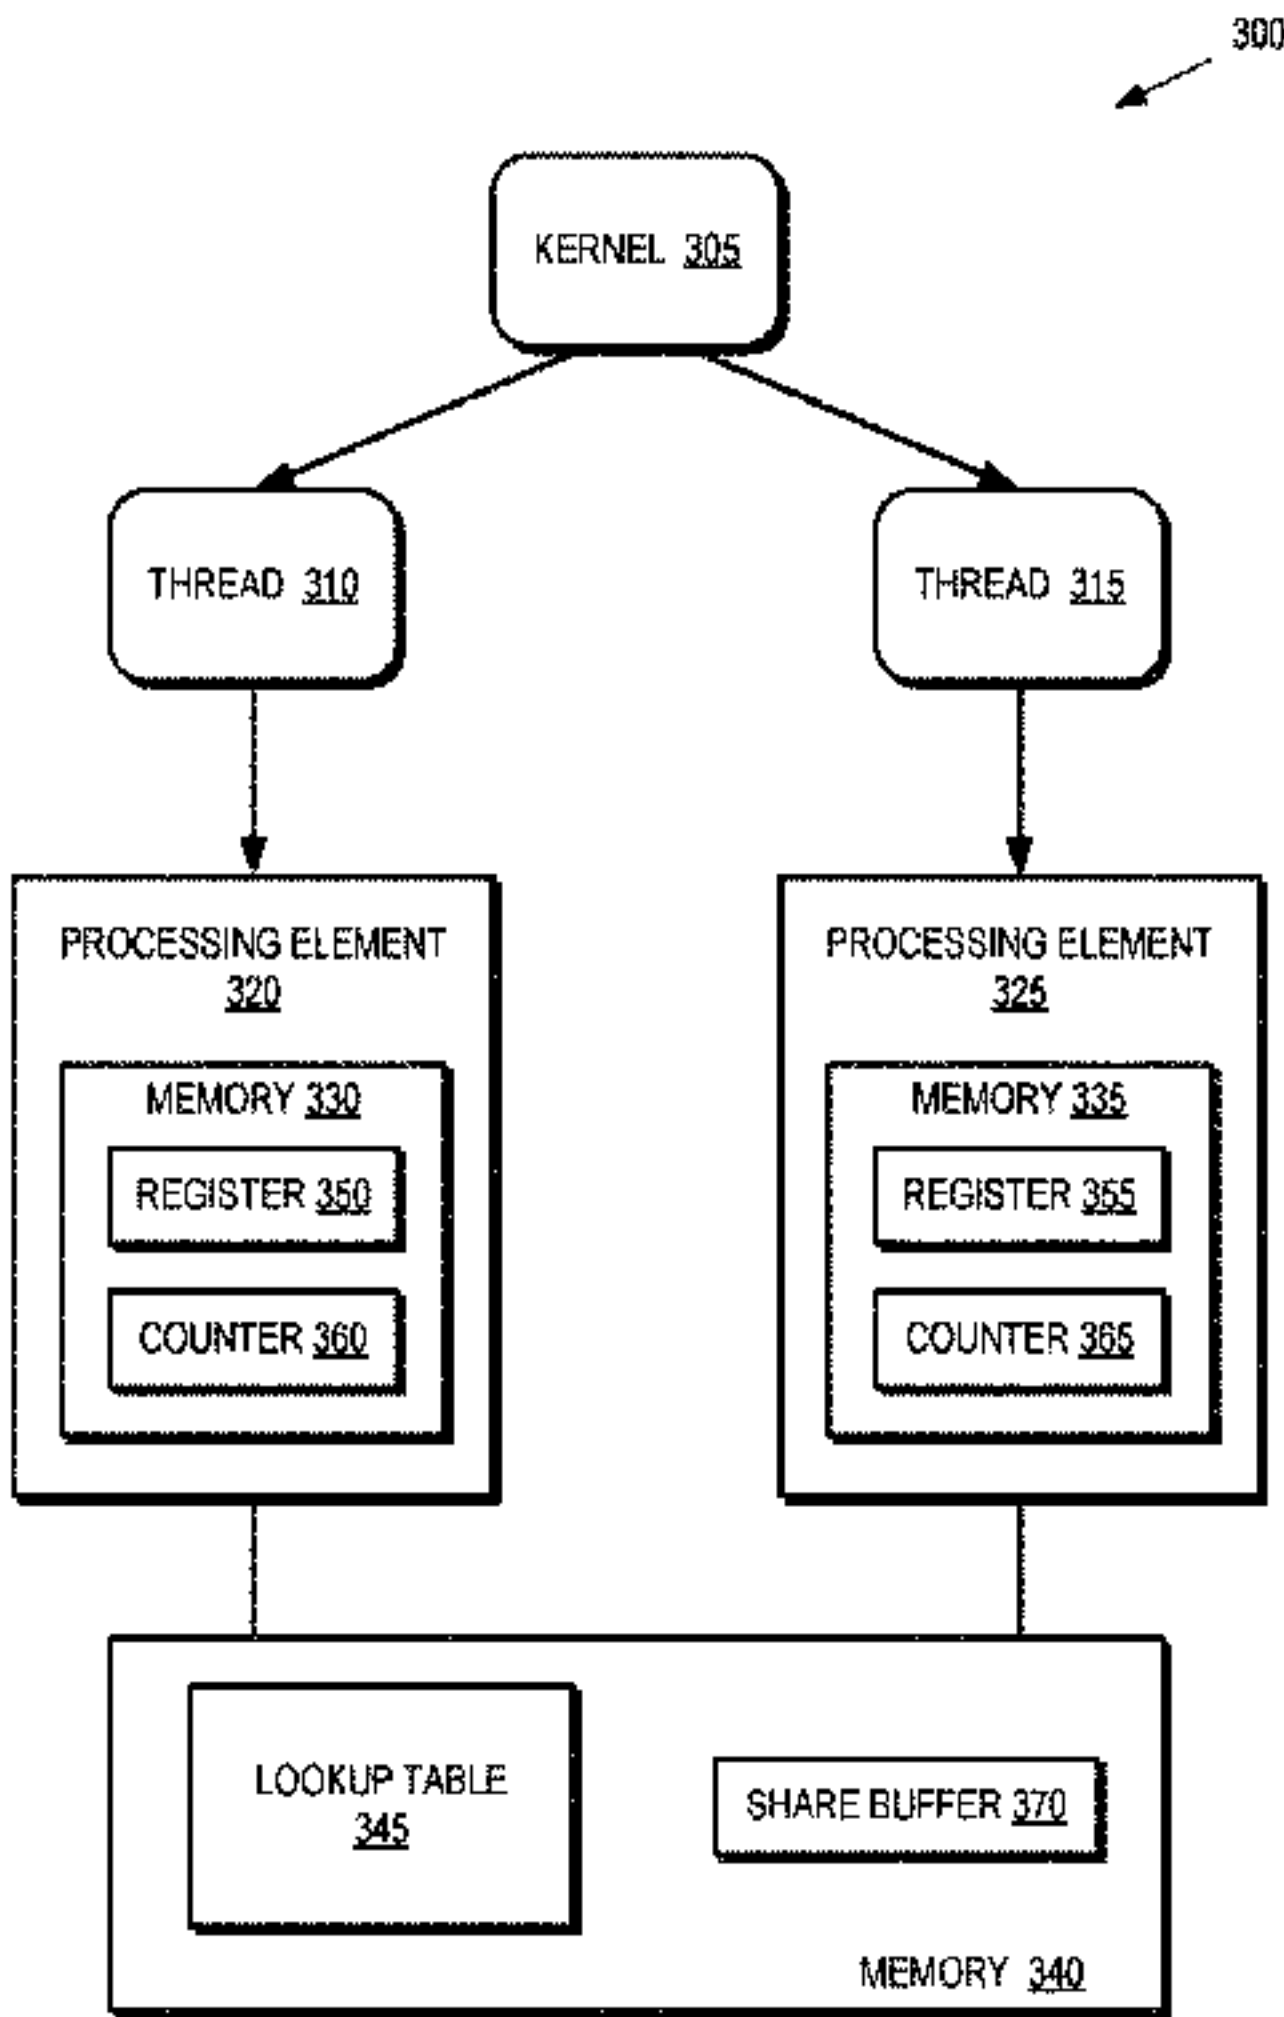 300
KERNEL 305
THREAD 310
THREAD 315
PROCESSING ELEMENT
320
MEMORY 330
REGISTER 350
COUNTER 360
PROCESSING ELEMENT
325
MEMORY 335
REGISTER 355
COUNTER 365
LOOKUP TABLE
345
SHARE BUFFER 370
MEMORY 340